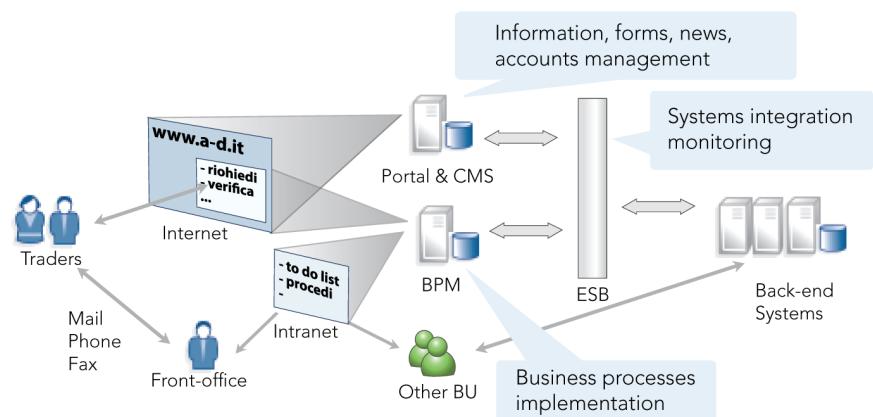 Information, forms, news,
accounts management
Systems integration
monitoring
www.a-d.it
- riohiedi
- verifica
...
Portal & CMS
Internet
Traders
- to do list
- procedi
-
BPM
ESB
Back-end
Systems
Intranet
Mail
Phone
Fax
Front-office
Other BU
Business processes
implementation